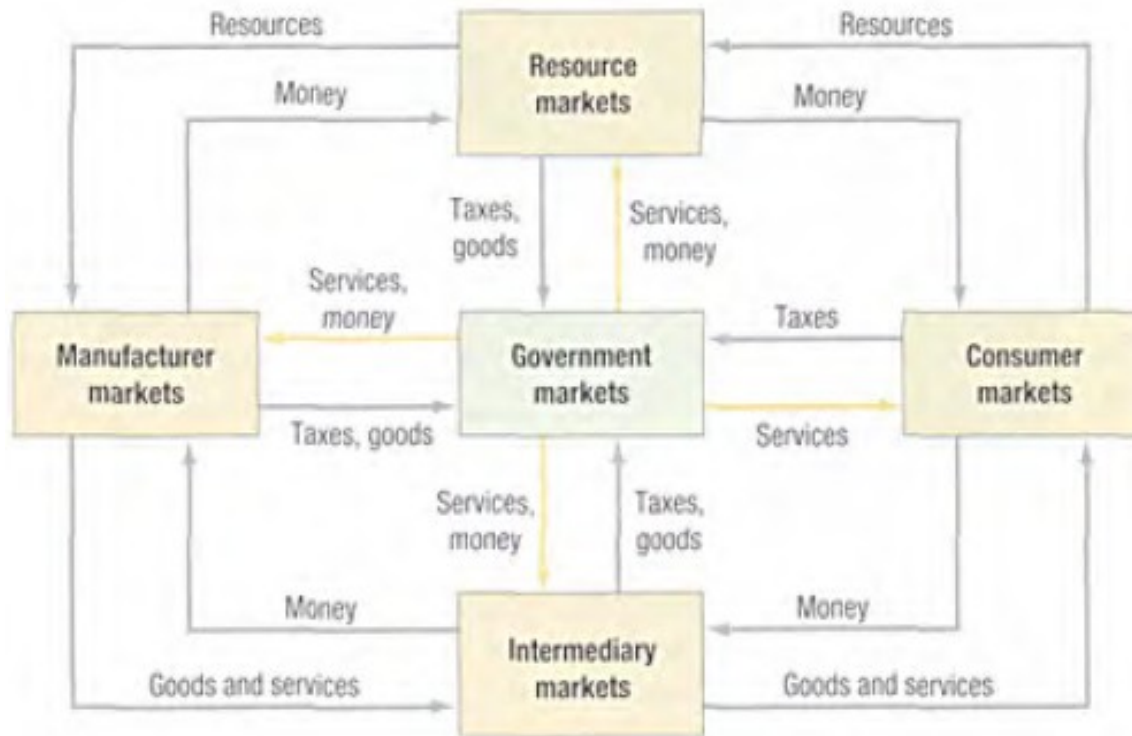 Resources
Resources
Resource
markets
Money
Money
Taxes,
goods
Services,
money
Services,
money
Taxes
Manufacturer
markets
Government
markets
Consumer
markets
Taxes, goods
Services
Services,
money
Taxes,
goods
Money
Money
Intermediary
markets
Goods and services
Goods and services